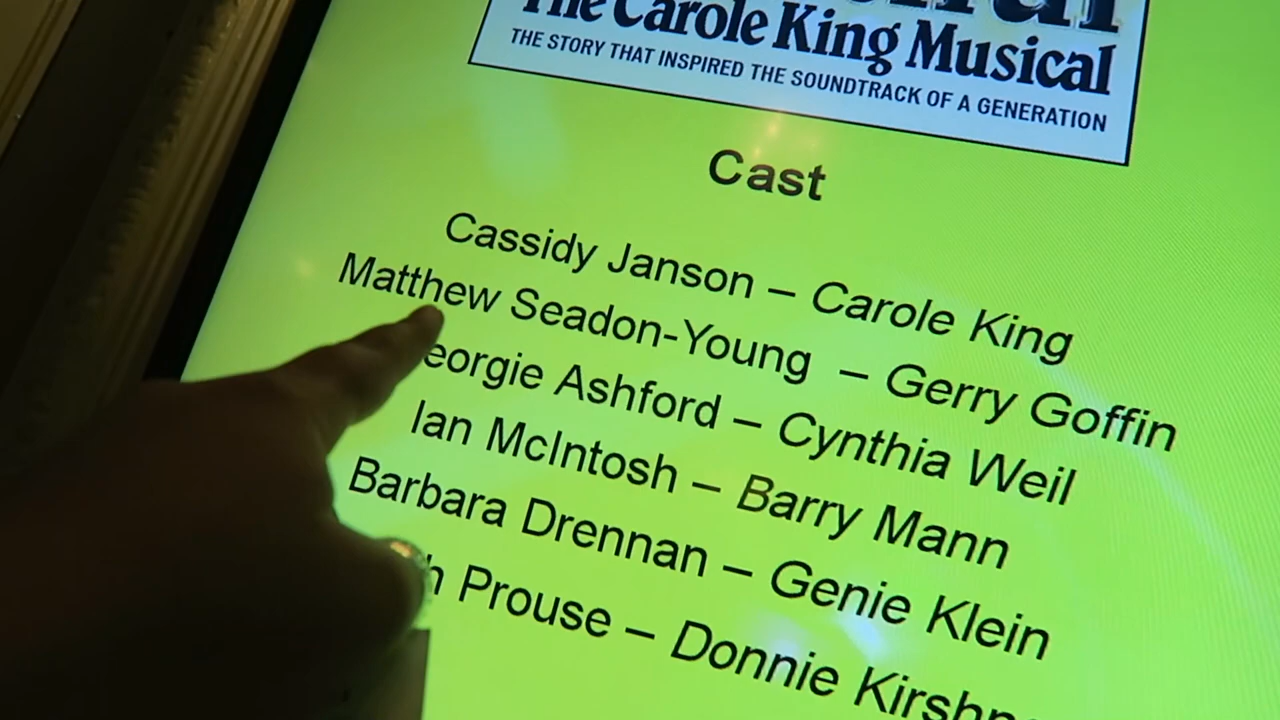 The Carole King Musical
THE STORY THAT INSPIRED THE SOUNDTRACK OF A GENERATION
Cast
Cassidy Janson – Carole King
Matthew Seadon-Young – Gerry Goffin
eorgie Ashford – Cynthia Weil
Ian McIntosh – Barry Mann
Barbara Drennan – Genie Klein
Prouse – Donnie